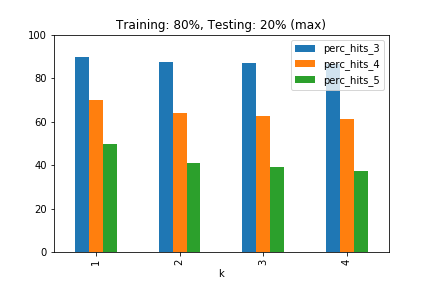 Training: 80%, Testing: 20% (max)
100
80
60
40
20
0
perc_hits_3
perc_hits_4
perc_hits_5
1
2
3
4
k